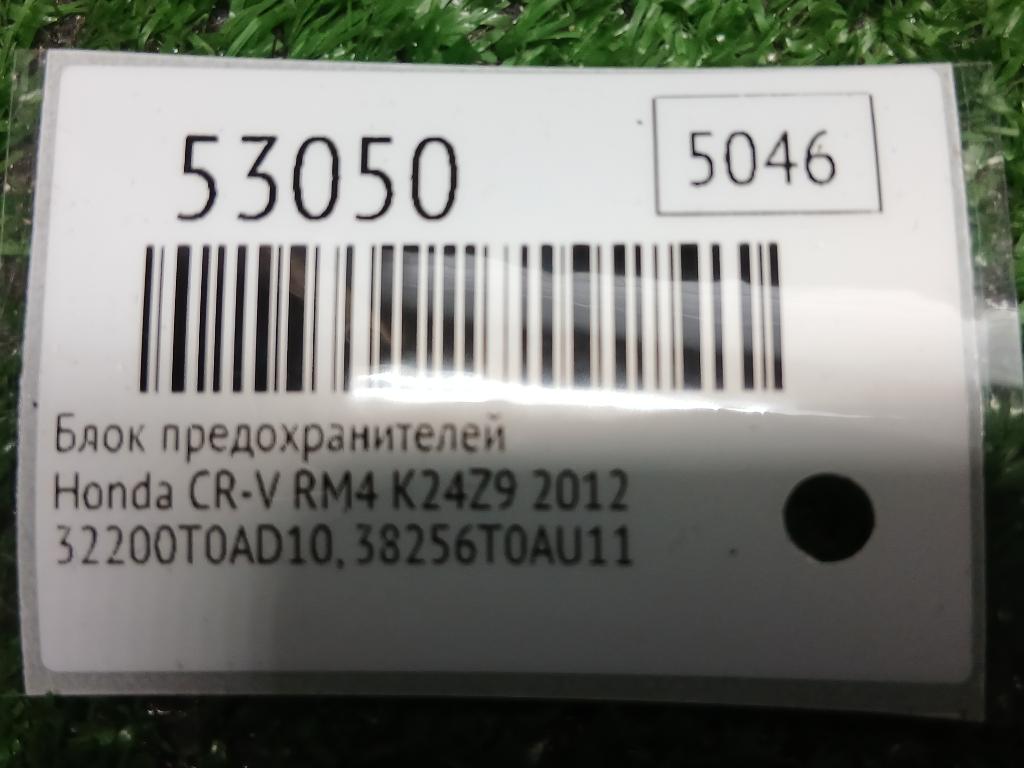 53050
5046
Блок предохранителей
Honda CR-V RM4 K24Z9 2012
32200T0AD10, 38256T0AU11